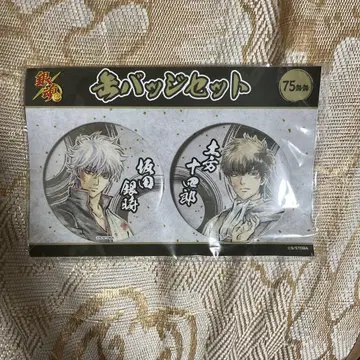 銀魂
缶バッジセット
75mm
坂田
銀時
土方
十四郎